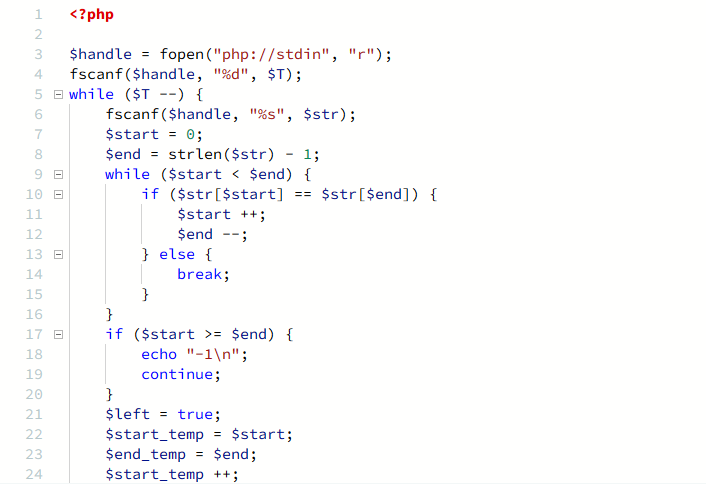 1 <?php
2
3 $handle = fopen("php://stdin", "r");
4 fscanf($handle, "%d", $T);
5 while ($T --) {
6     fscanf($handle, "%s", $str);
7     $start = 0;
8     $end = strlen($str) - 1;
9     while ($start < $end) {
10         if ($str[$start] == $str[$end]) {
11             $start ++;
12             $end --;
13         } else {
14             break;
15         }
16     }
17     if ($start >= $end) {
18         echo "-1\n";
19         continue;
20     }
21     $left = true;
22     $start_temp = $start;
23     $end_temp = $end;
24     $start_temp ++;